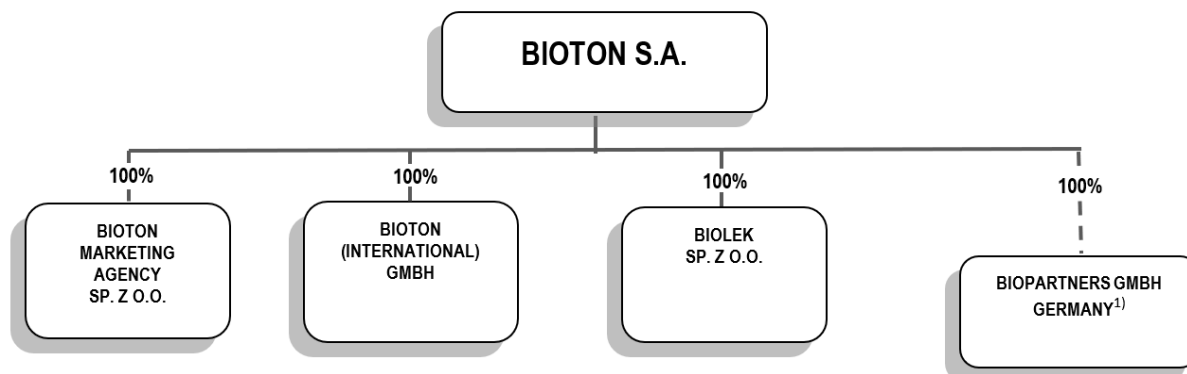 BIOTON S.A.
100%
100%
100%
100%
BIOTON
MARKETING
AGENCY
SP. Z O.O.
BIOTON
(INTERNATIONAL)
GMBH
BIOLEK
SP. Z O.O.
BIOPARTNERS GMBH
GERMANY1)